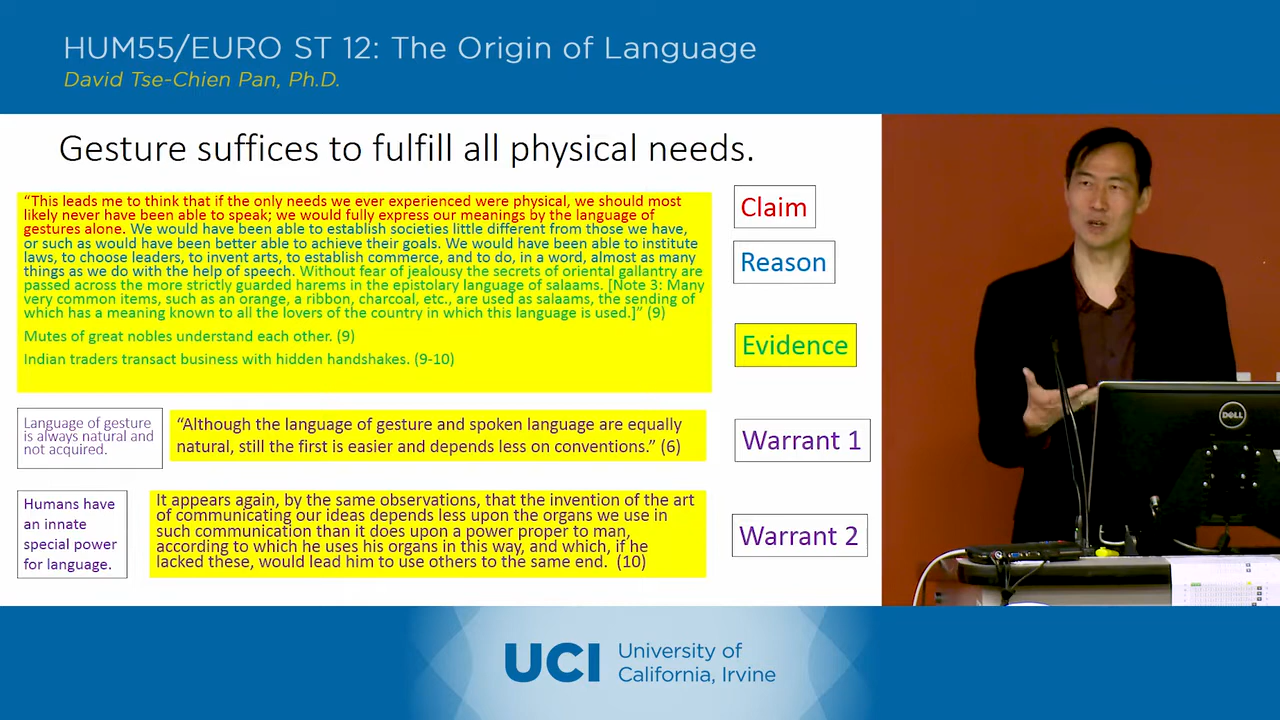 HUM55/EURO ST 12: The Origin of Language
David Tse-Chien Pan, Ph.D.
Gesture suffices to fulfill all physical needs.
“This leads me to think that if the only needs we ever experienced were physical, we should most
likely never have been able to speak; we would fully express our meanings by the language of
gestures alone. We would have been able to establish societies little different from those we have,
or such as would have been better able to achieve their goals. We would have been able to institute
laws, to choose leaders, to invent arts, to establish commerce, and to do, in a word, almost as many
things as we do with the help of speech. Without fear of jealousy the secrets of oriental gallantry are
passed across the more strictly guarded harems in the epistolary language of salaams. [Note 3: Many
very common items, such as an orange, a ribbon, charcoal, etc., are used as salaams, the sending of
which has a meaning known to all the lovers of the country in which this language is used.]” (9)
Mutes of great nobles understand each other. (9)
Indian traders transact business with hidden handshakes. (9-10)
Claim
Reason
Evidence
Language of gesture
is always natural and
not acquired.
“Although the language of gesture and spoken language are equally
natural, still the first is easier and depends less on conventions.” (6)
Warrant 1
Humans have
an innate
special power
for language.
It appears again, by the same observations, that the invention of the art
of communicating our ideas depends less upon the organs we use in
such communication than it does upon a power proper to man,
according to which he uses his organs in this way, and which, if he
lacked these, would lead him to use others to the same end. (10)
Warrant 2
DELL
UCI
University of
California, Irvine